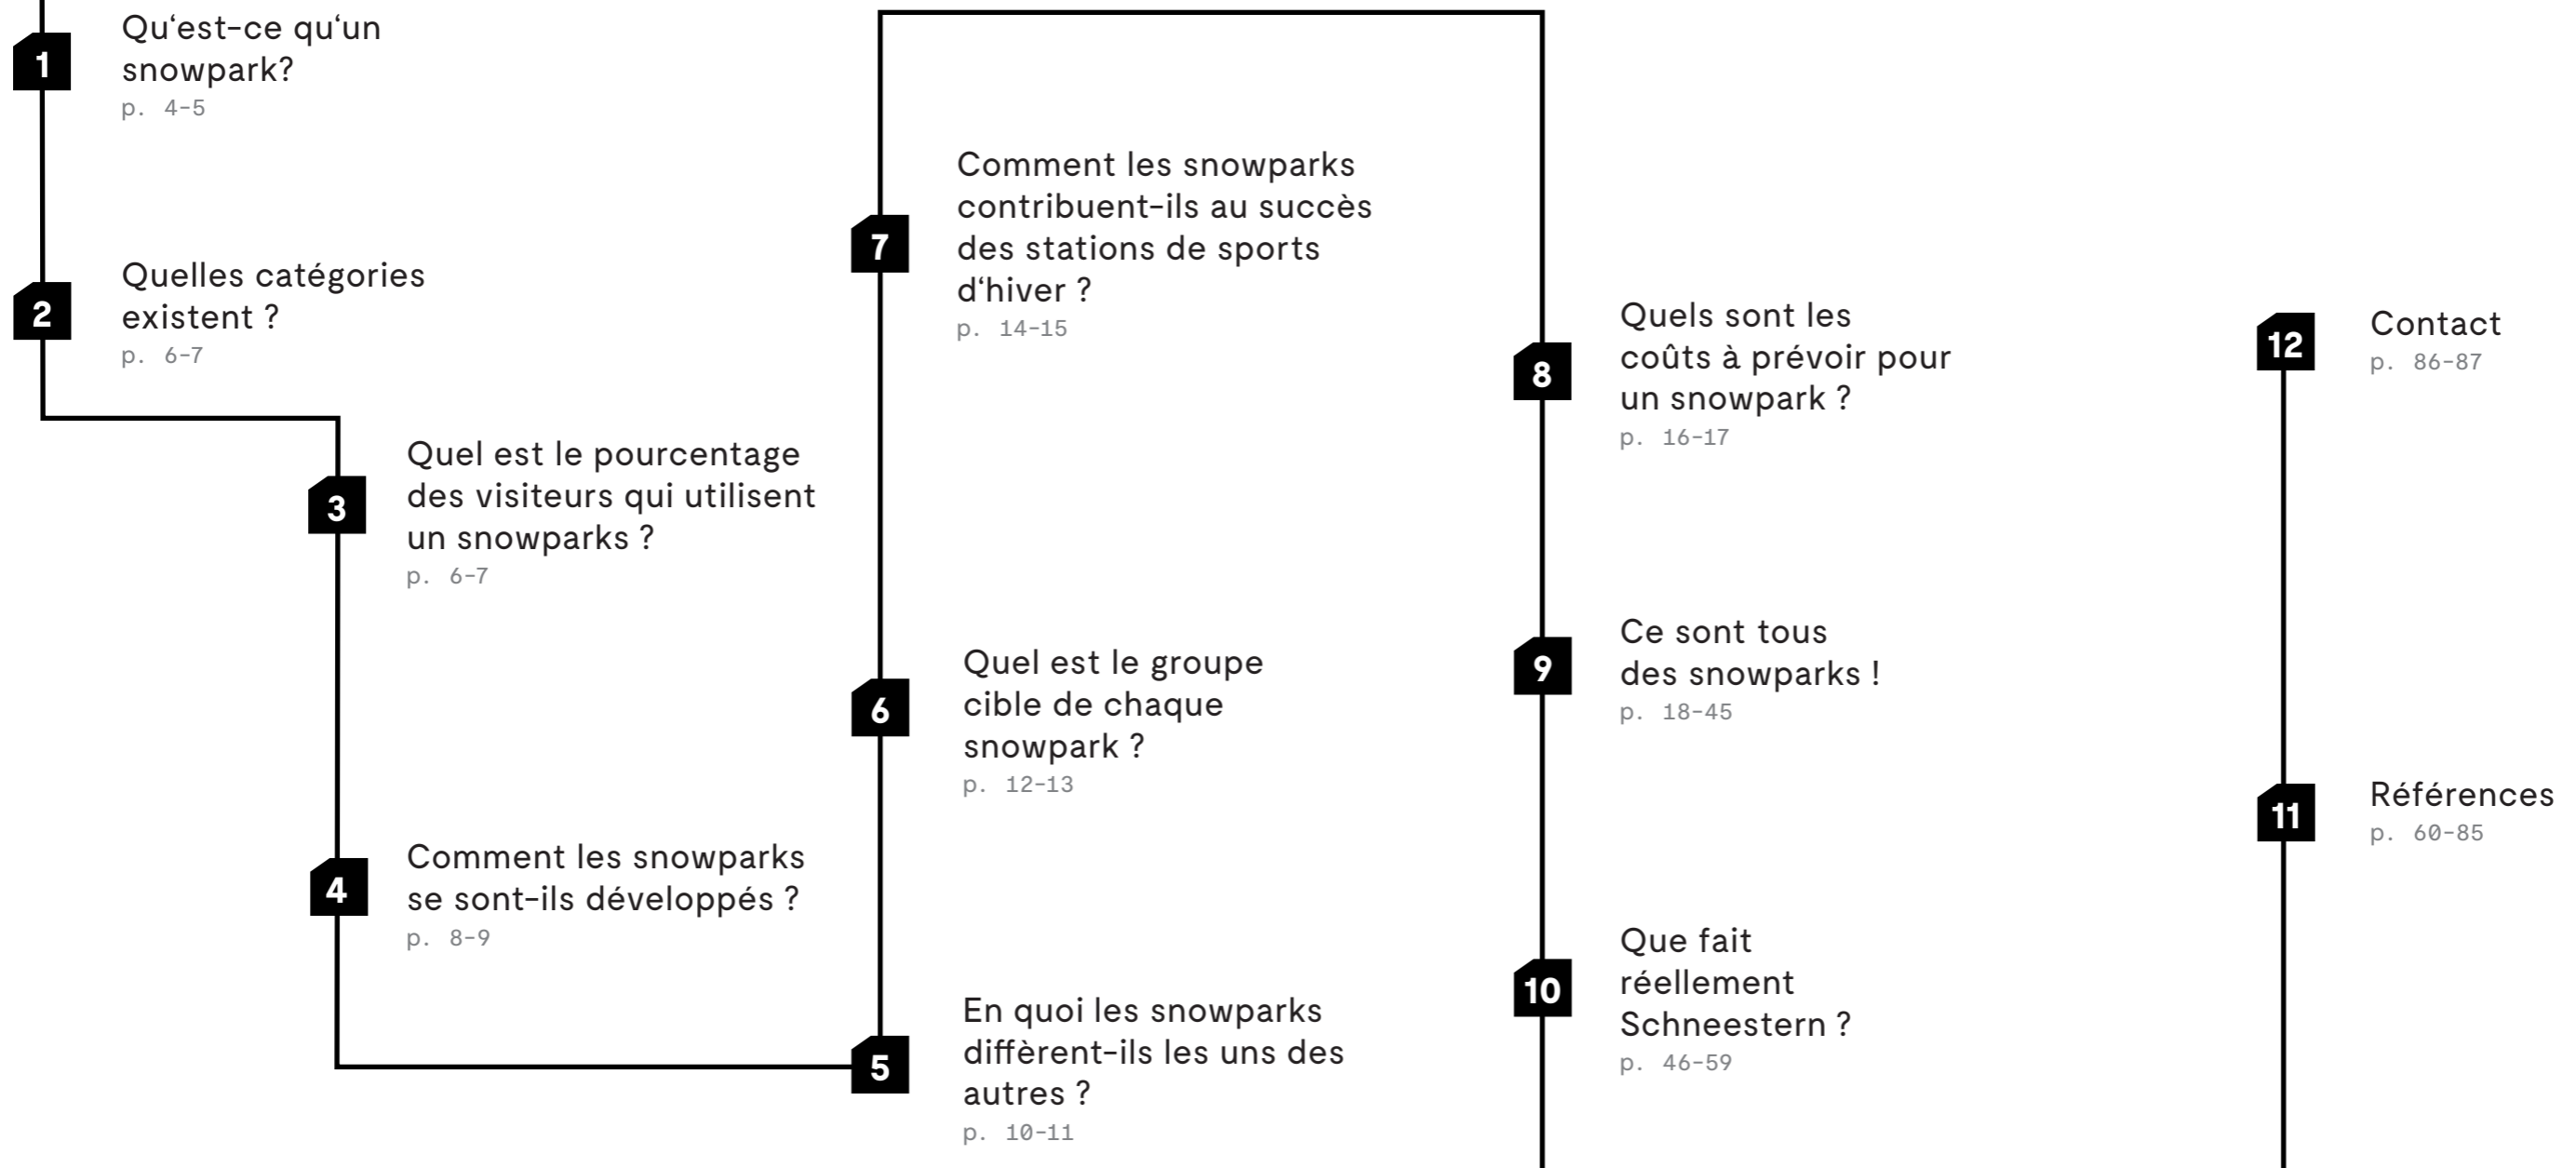 1
Qu‘est-ce qu‘un
snowpark?
p. 4-5
2
Quelles catégories
existent ?
p. 6-7
3
Quel est le pourcentage
des visiteurs qui utilisent
un snowparks ?
p. 6-7
4
Comment les snowparks
se sont-ils développés ?
p. 8-9
5
En quoi les snowparks
diffèrent-ils les uns des
autres ?
p. 10-11
6
Quel est le groupe
cible de chaque
snowpark ?
p. 12-13
7
Comment les snowparks
contribuent-ils au succès
des stations de sports
d‘hiver ?
p. 14-15
8
Quels sont les
coûts à prévoir pour
un snowpark ?
p. 16-17
9
Ce sont tous
des snowparks !
p. 18-45
10
Que fait
réellement
Schneestern ?
p. 46-59
11
Références
p. 60-85
12
Contact
p. 86-87